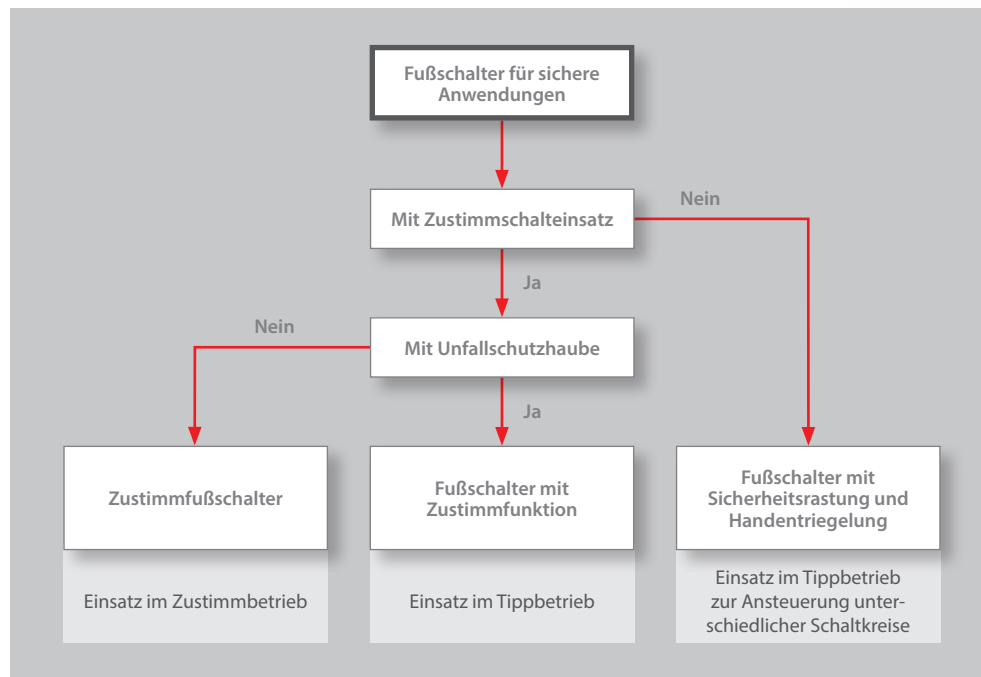 Fußschalter für sichere
Anwendungen
Mit Zustimmschalteinsatz
Nein
Ja
Nein
Mit Unfallschutzhaube
Ja
Zustimmfußschalter
Einsatz im Zustimmbetrieb
Fußschalter mit
Zustimmfunktion
Einsatz im Tippbetrieb
Fußschalter mit
Sicherheitsrastung und
Handentriegelung
Einsatz im Tippbetrieb
zur Ansteuerung unter-
schiedlicher Schaltkreise